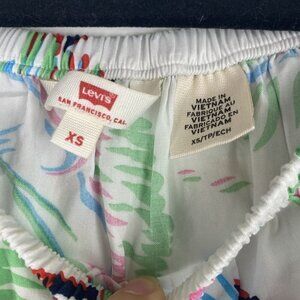 Levi's
SAN FRANCISCO, CAL.
XS
MADE IN
VIETNAM
FABRIQUÉ AU
VIETNAM
FABRICADO EN
VIETNAM
XS/TP/ECH